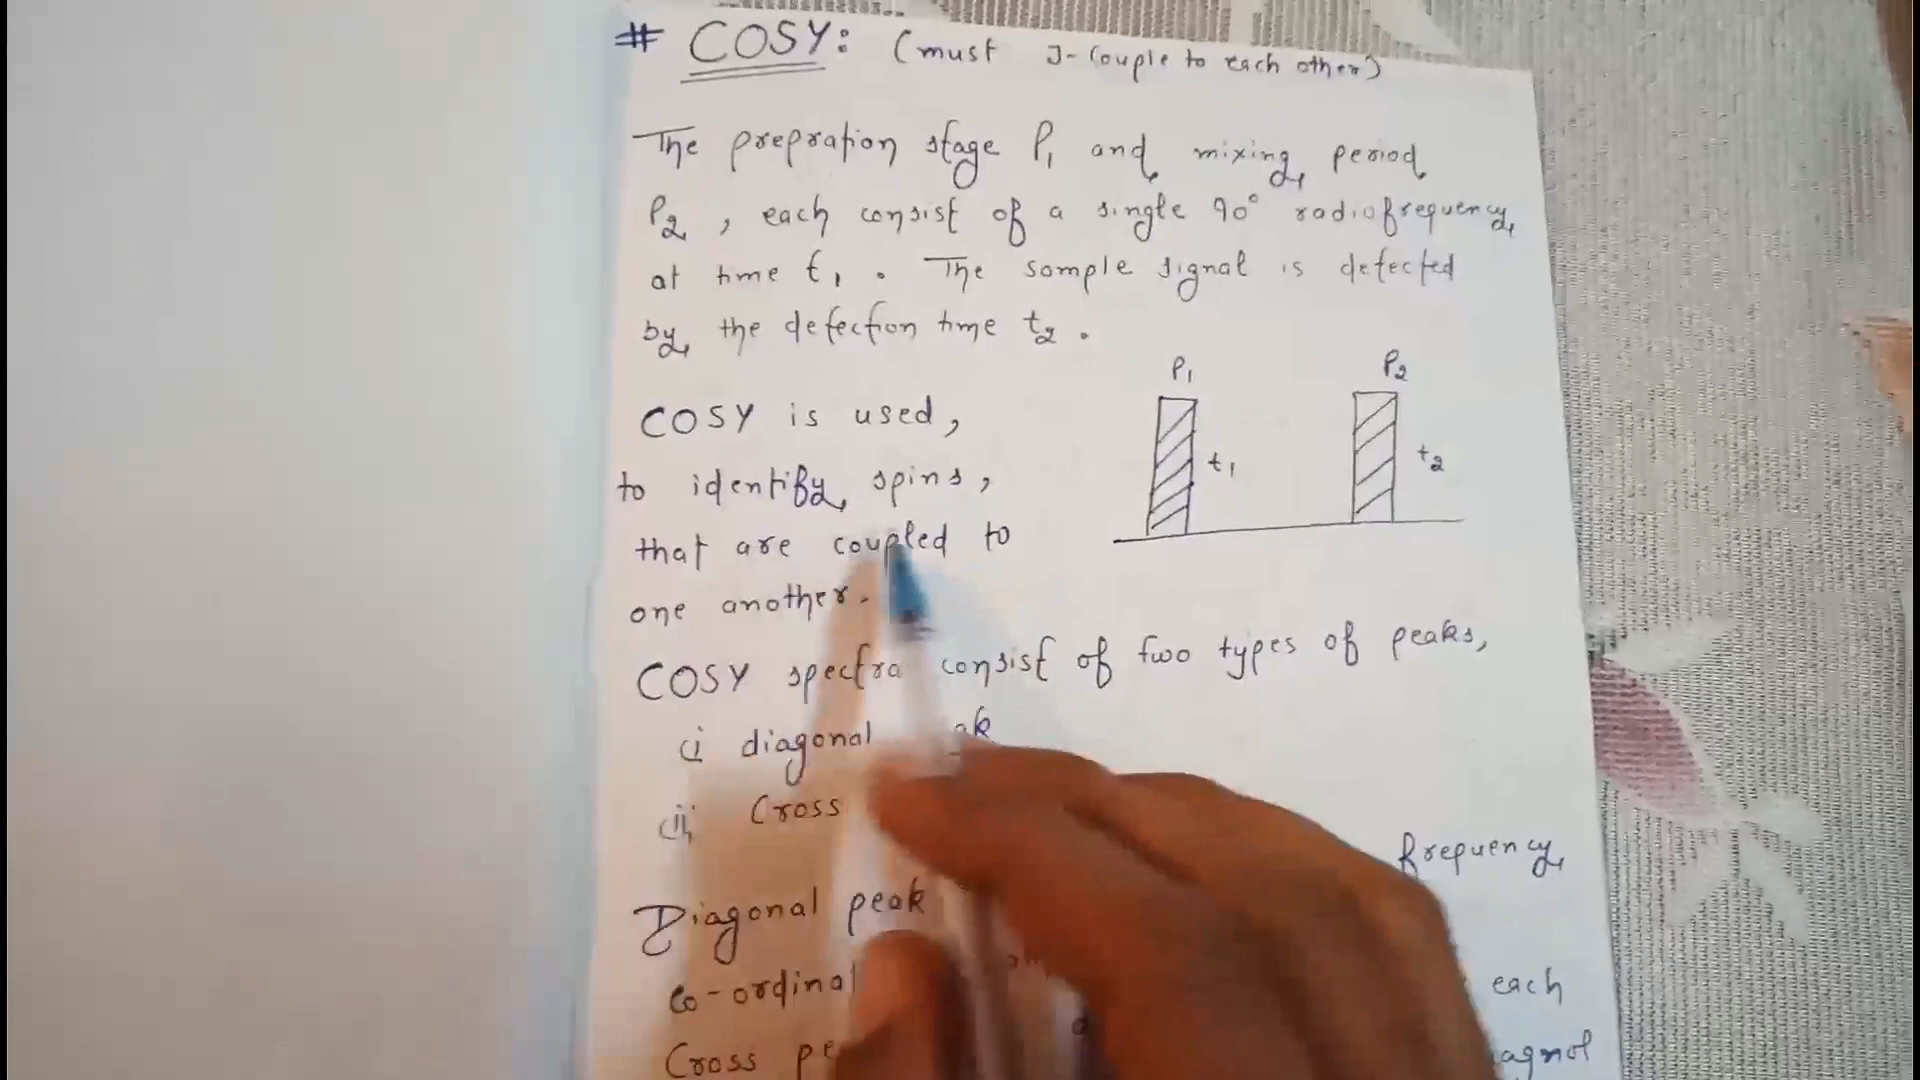 # COSY: (must J-couple to each other)
The prepration stage P1 and mixing period
P2, each consist of a single 90° radiofrequency
at time t1. The sample signal is detected
by the detection time t2.
P1 P2
COSY is used,
t1 t2
to identify spins,
that are coupled to
one another.
COSY spectra consist of two types of peaks,
(i diagonal
(ii Cross
frequency
Diagonal peak
Co-ordinal
each
Cross